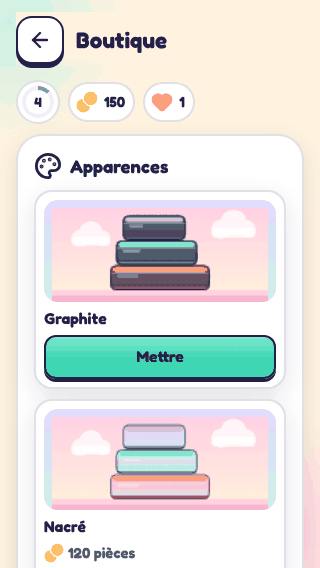 Boutique
4
150
1
Apparences
Graphite
Mettre
Nacré
120 pièces